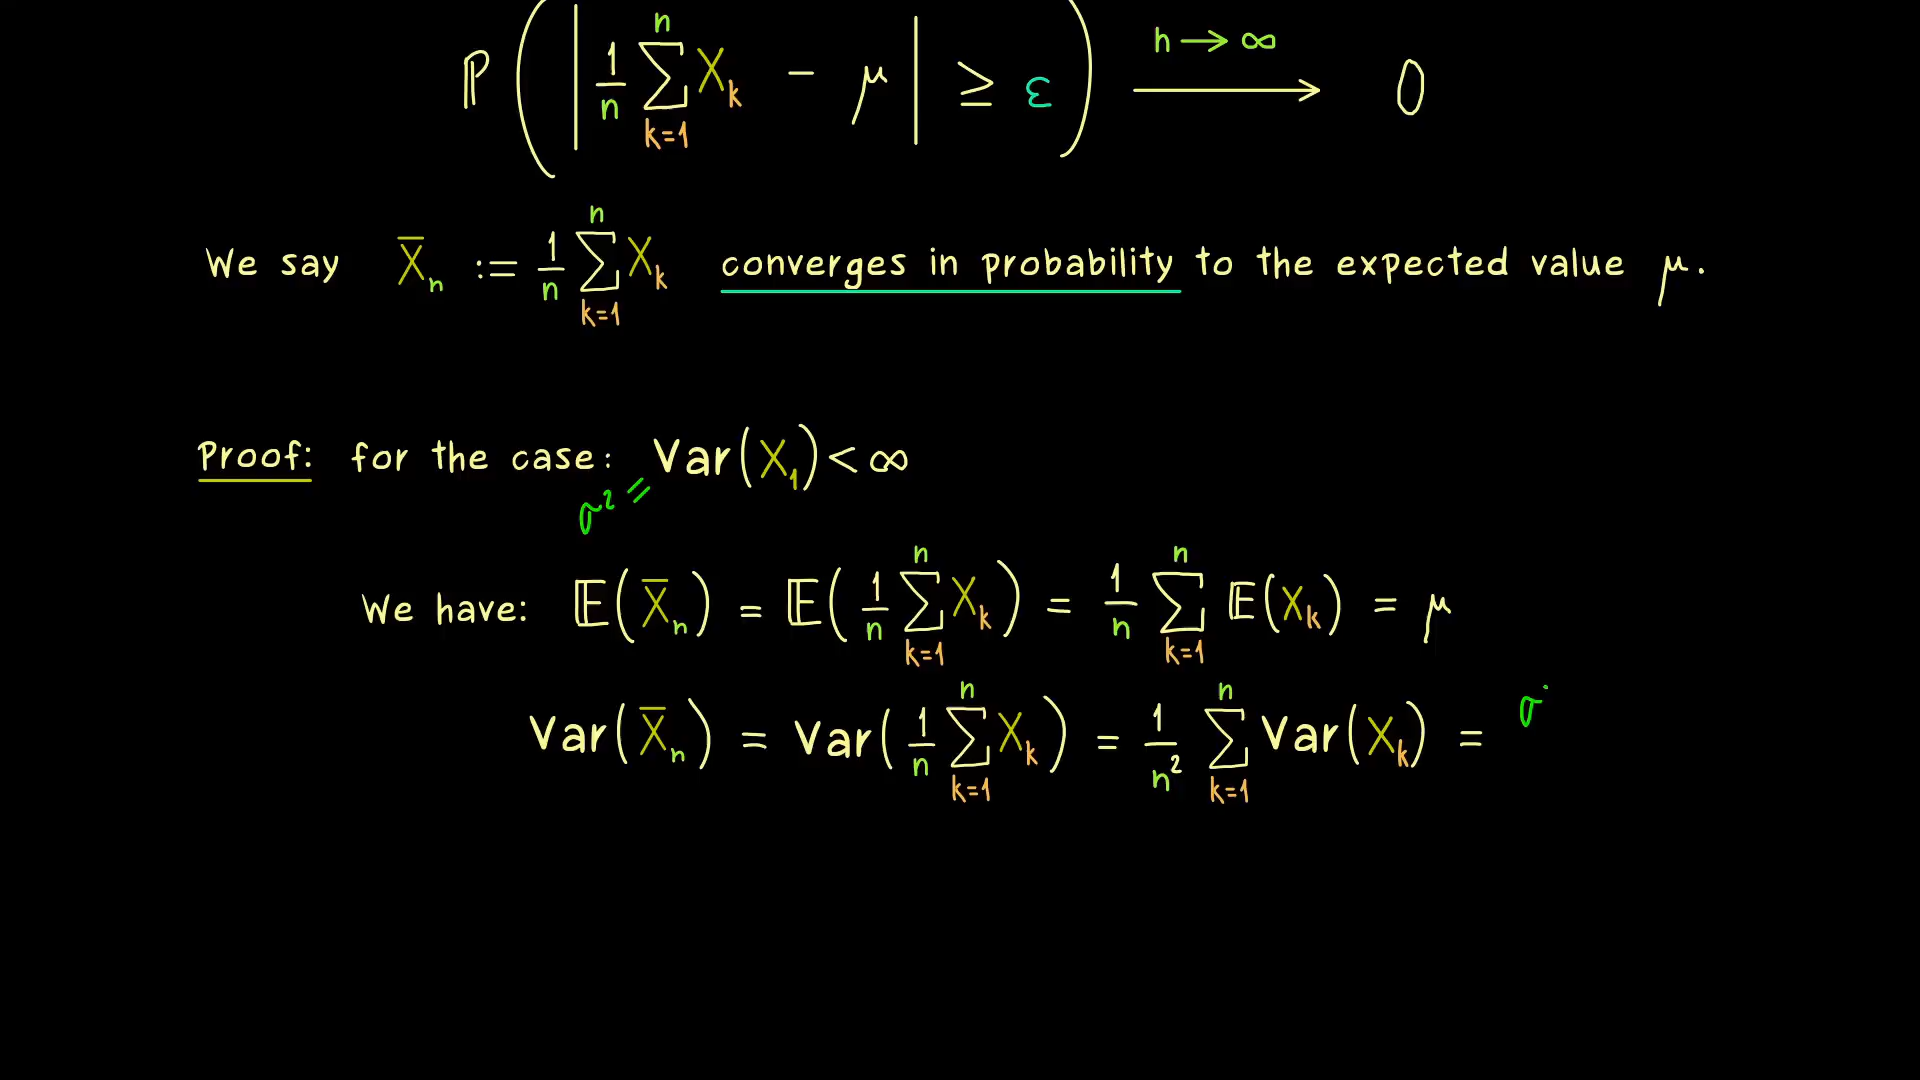 ℙ( | 1/n ∑_{k=1}^{n} X_k − μ | ≥ ε ) ⟶^{n→∞} 0
We say X̅_n := 1/n ∑_{k=1}^{n} X_k converges in probability to the expected value μ.
Proof: for the case: Var(X_1) < ∞
σ² =
We have: 𝔼(X̅_n) = 𝔼( 1/n ∑_{k=1}^{n} X_k ) = 1/n ∑_{k=1}^{n} 𝔼(X_k) = μ
Var(X̅_n) = Var( 1/n ∑_{k=1}^{n} X_k ) = 1/n² ∑_{k=1}^{n} Var(X_k) = σ